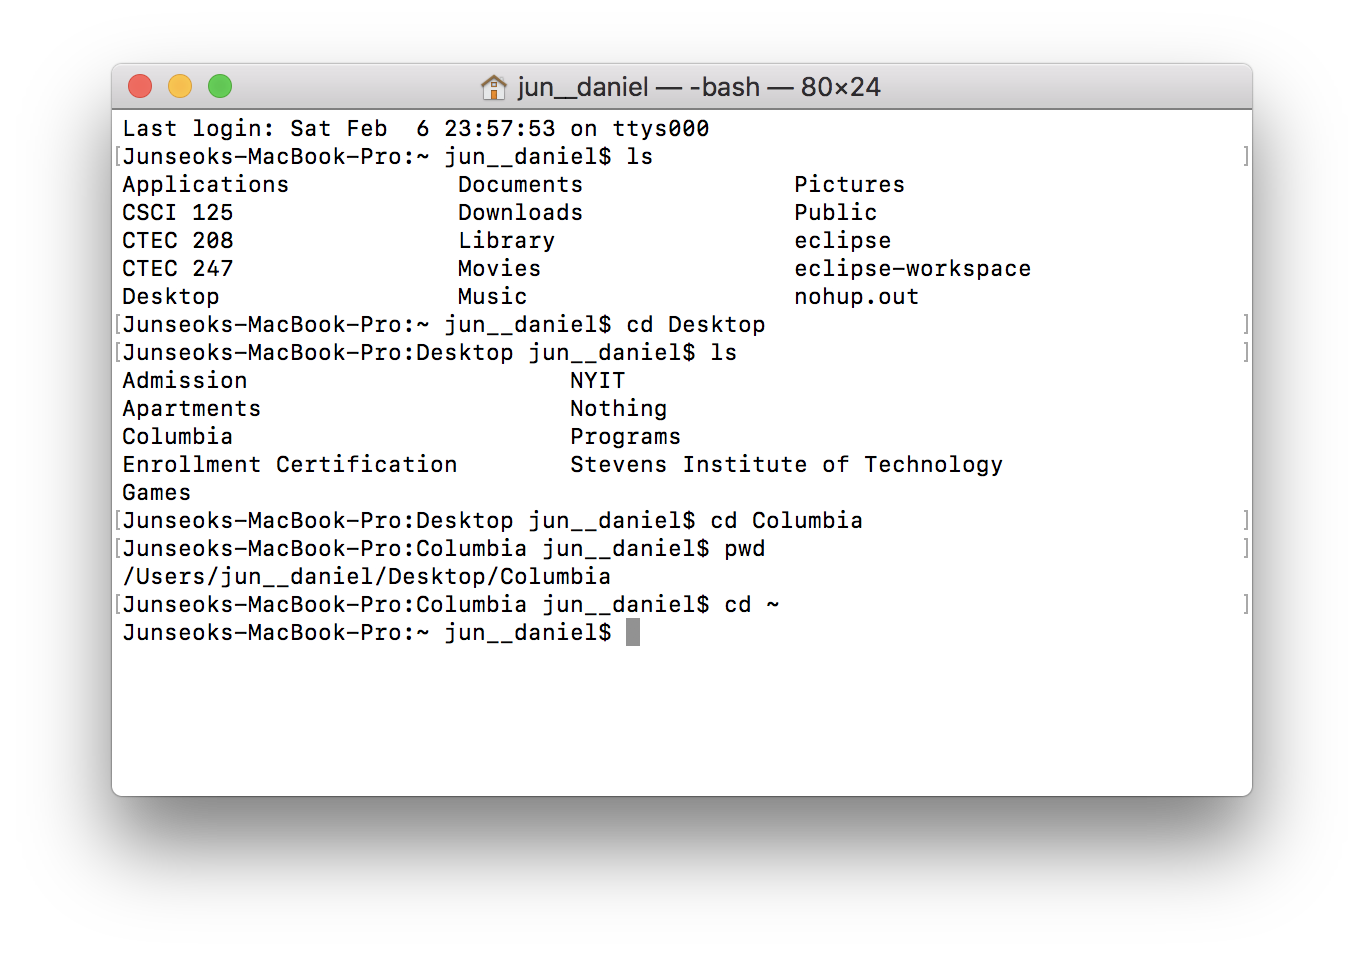 jun__daniel — -bash — 80×24
Last login: Sat Feb  6 23:57:53 on ttys000
[Junseoks-MacBook-Pro:~ jun__daniel$ ls ]
Applications            Documents               Pictures
CSCI 125                Downloads               Public
CTEC 208                Library                 eclipse
CTEC 247                Movies                  eclipse-workspace
Desktop                 Music                   nohup.out
[Junseoks-MacBook-Pro:~ jun__daniel$ cd Desktop ]
[Junseoks-MacBook-Pro:Desktop jun__daniel$ ls ]
Admission                       NYIT
Apartments                      Nothing
Columbia                        Programs
Enrollment Certification        Stevens Institute of Technology
Games
[Junseoks-MacBook-Pro:Desktop jun__daniel$ cd Columbia ]
[Junseoks-MacBook-Pro:Columbia jun__daniel$ pwd ]
/Users/jun__daniel/Desktop/Columbia
[Junseoks-MacBook-Pro:Columbia jun__daniel$ cd ~ ]
Junseoks-MacBook-Pro:~ jun__daniel$